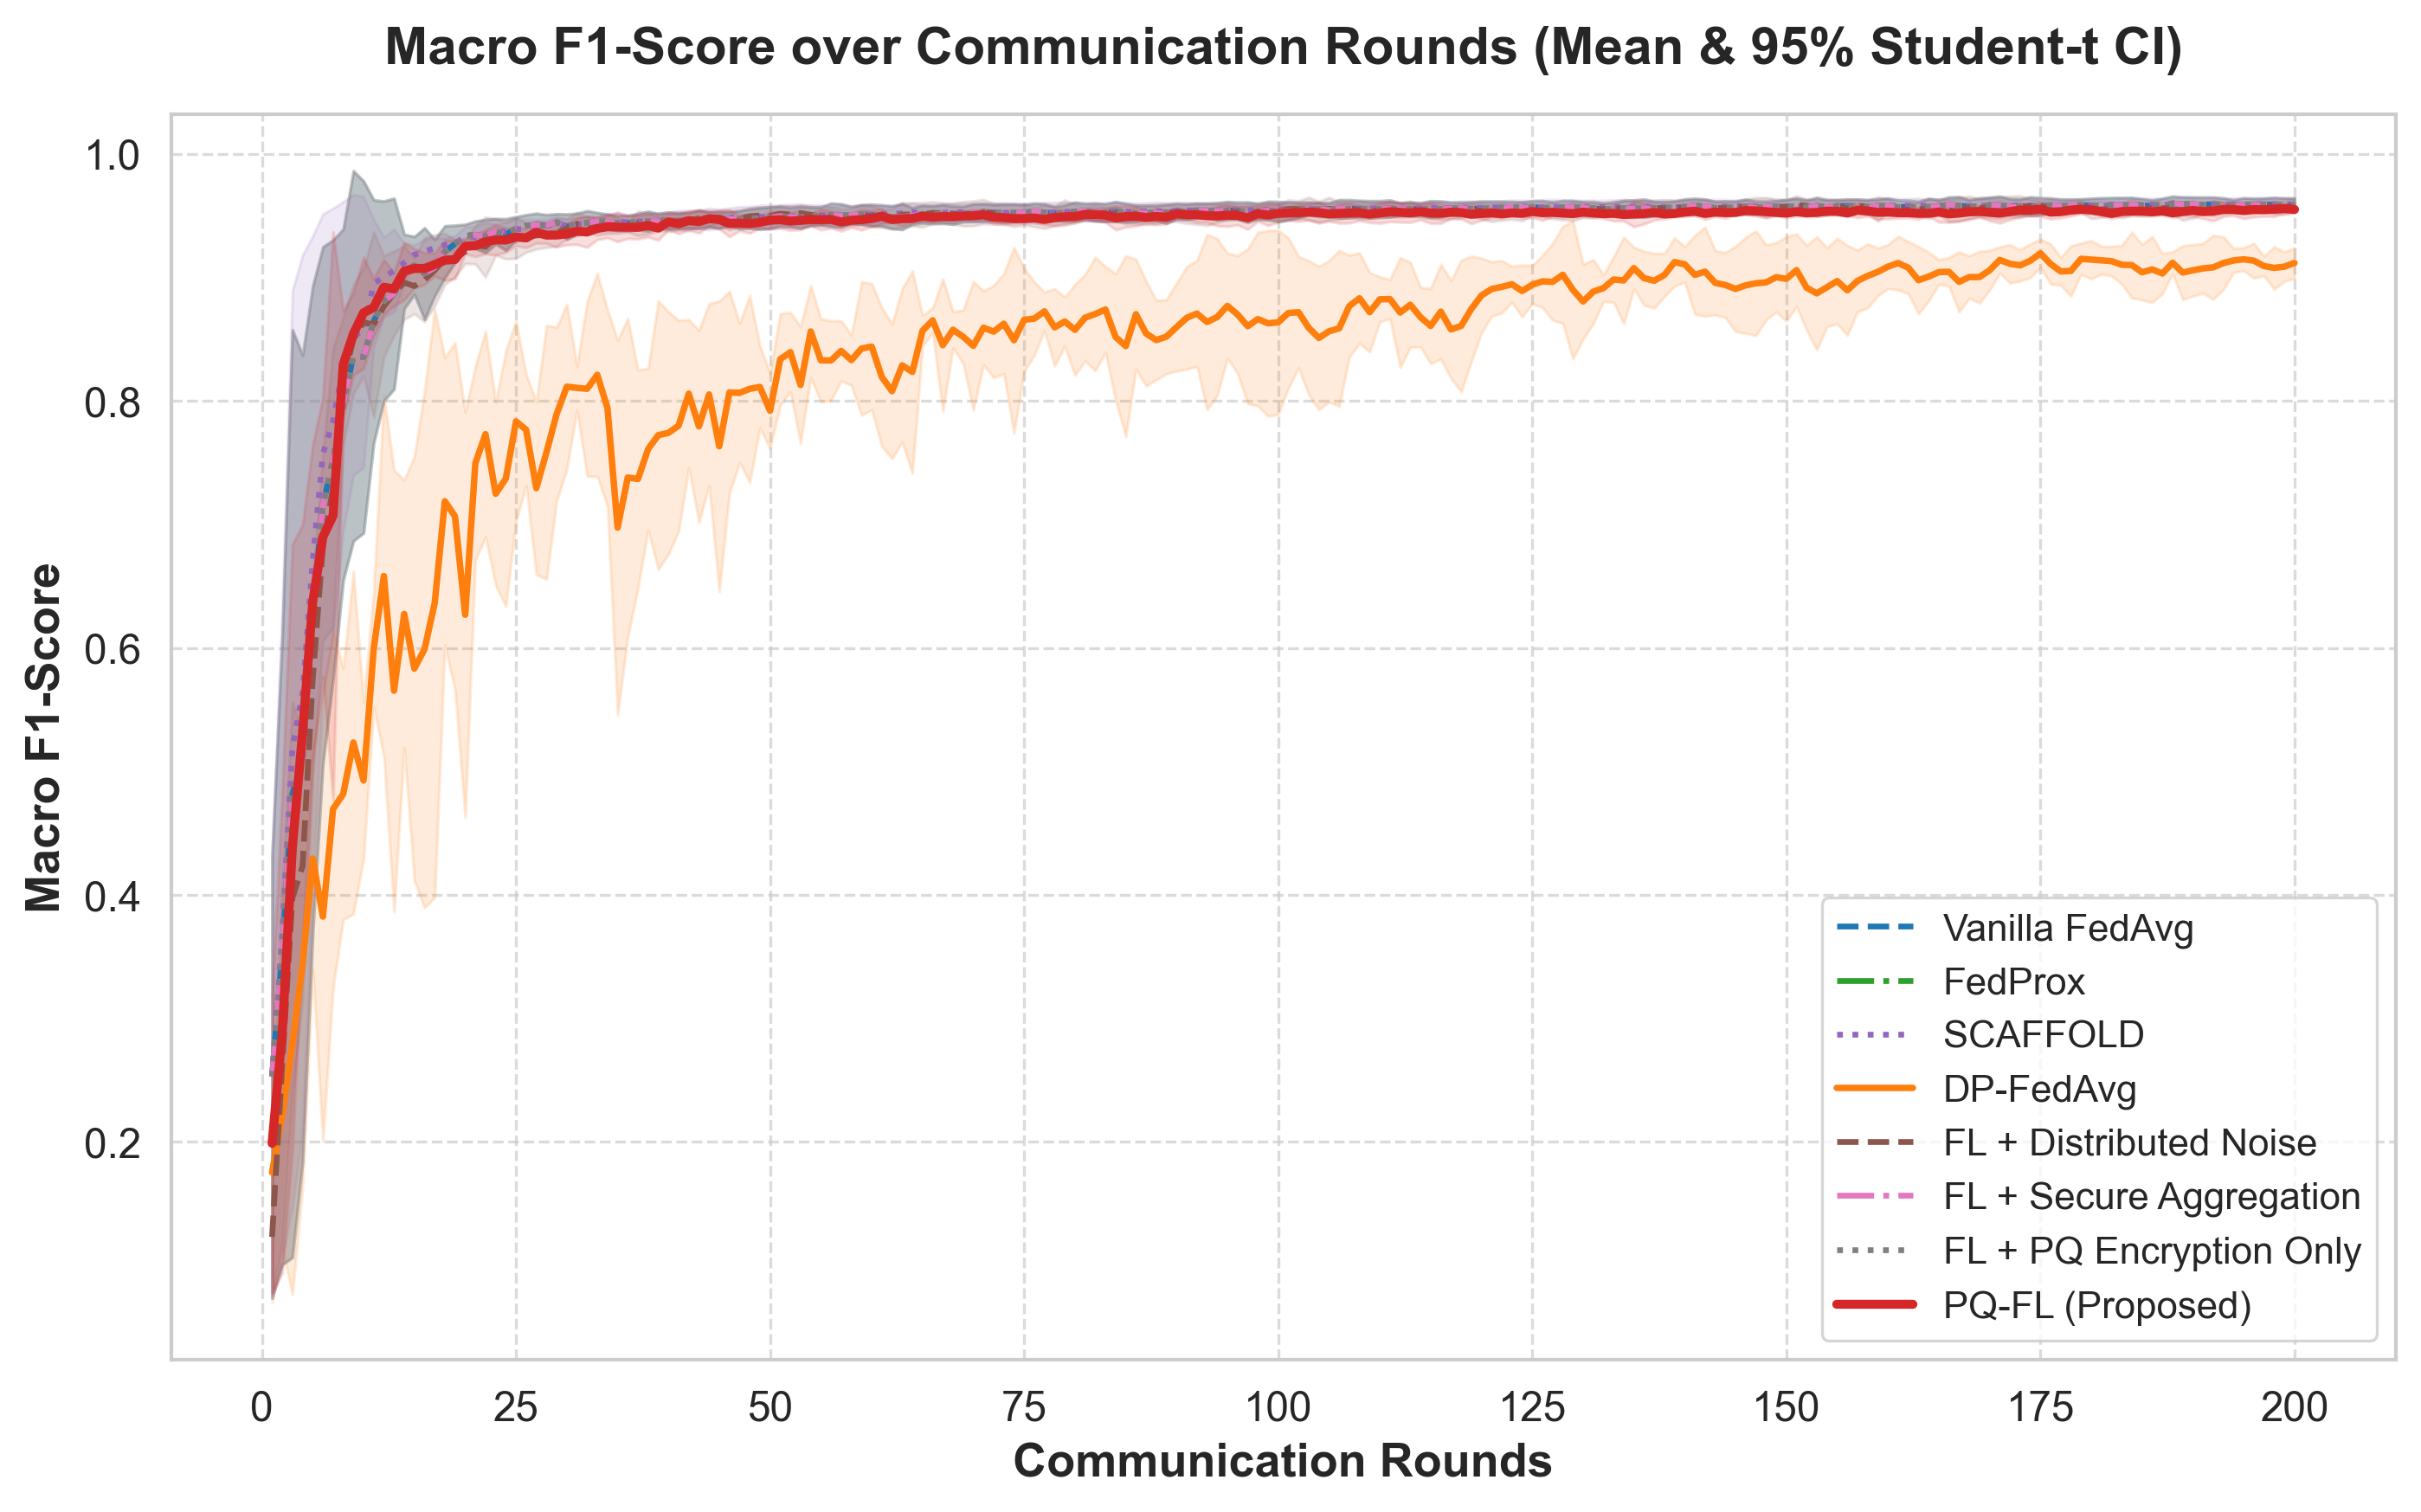 Macro F1-Score over Communication Rounds (Mean & 95% Student-t CI)
Macro F1-Score
1.0
0.8
0.6
0.4
0.2
0 25 50 75 100 125 150 175 200
Communication Rounds
Vanilla FedAvg
FedProx
SCAFFOLD
DP-FedAvg
FL + Distributed Noise
FL + Secure Aggregation
FL + PQ Encryption Only
PQ-FL (Proposed)